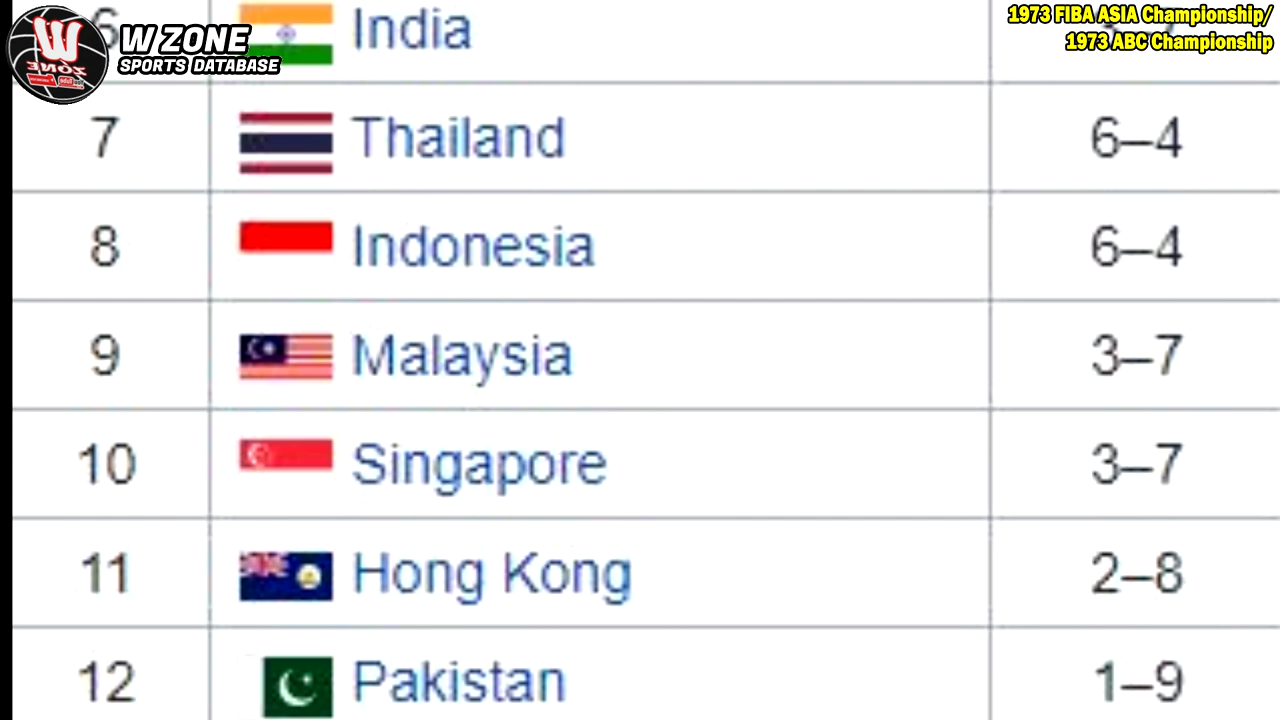 W ZONE
SPORTS DATABASE
1973 FIBA ASIA Championship/
1973 ABC Championship
6 India
7 Thailand 6–4
8 Indonesia 6–4
9 Malaysia 3–7
10 Singapore 3–7
11 Hong Kong 2–8
12 Pakistan 1–9